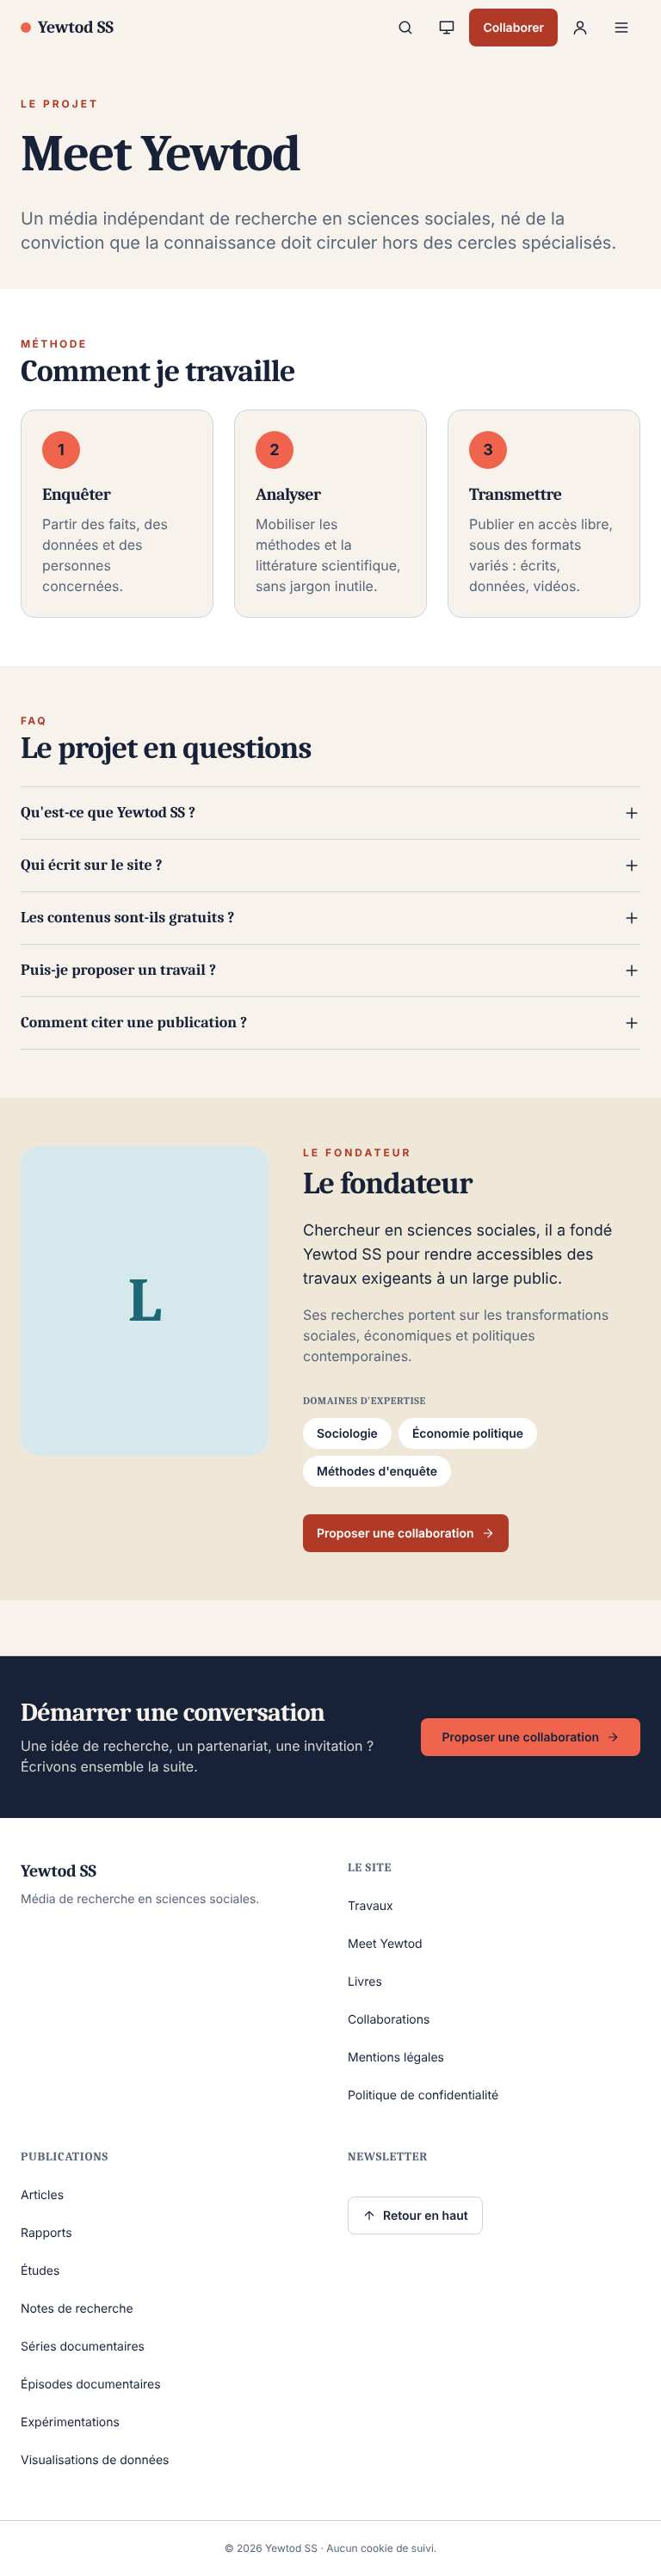 Yewtod SS
Collaborer
LE PROJET
Meet Yewtod
Un média indépendant de recherche en sciences sociales, né de la
conviction que la connaissance doit circuler hors des cercles spécialisés.
MÉTHODE
Comment je travaille
1
Enquêter
Partir des faits, des
données et des
personnes
concernées.
2
Analyser
Mobiliser les
méthodes et la
littérature scientifique,
sans jargon inutile.
3
Transmettre
Publier en accès libre,
sous des formats
variés : écrits,
données, vidéos.
FAQ
Le projet en questions
Qu'est-ce que Yewtod SS ?
Qui écrit sur le site ?
Les contenus sont-ils gratuits ?
Puis-je proposer un travail ?
Comment citer une publication ?
L
LE FONDATEUR
Le fondateur
Chercheur en sciences sociales, il a fondé
Yewtod SS pour rendre accessibles des
travaux exigeants à un large public.
Ses recherches portent sur les transformations
sociales, économiques et politiques
contemporaines.
DOMAINES D'EXPERTISE
Sociologie
Économie politique
Méthodes d'enquête
Proposer une collaboration
Démarrer une conversation
Une idée de recherche, un partenariat, une invitation ?
Écrivons ensemble la suite.
Proposer une collaboration
Yewtod SS
Média de recherche en sciences sociales.
LE SITE
Travaux
Meet Yewtod
Livres
Collaborations
Mentions légales
Politique de confidentialité
PUBLICATIONS
Articles
Rapports
Études
Notes de recherche
Séries documentaires
Épisodes documentaires
Expérimentations
Visualisations de données
NEWSLETTER
Retour en haut
© 2026 Yewtod SS · Aucun cookie de suivi.